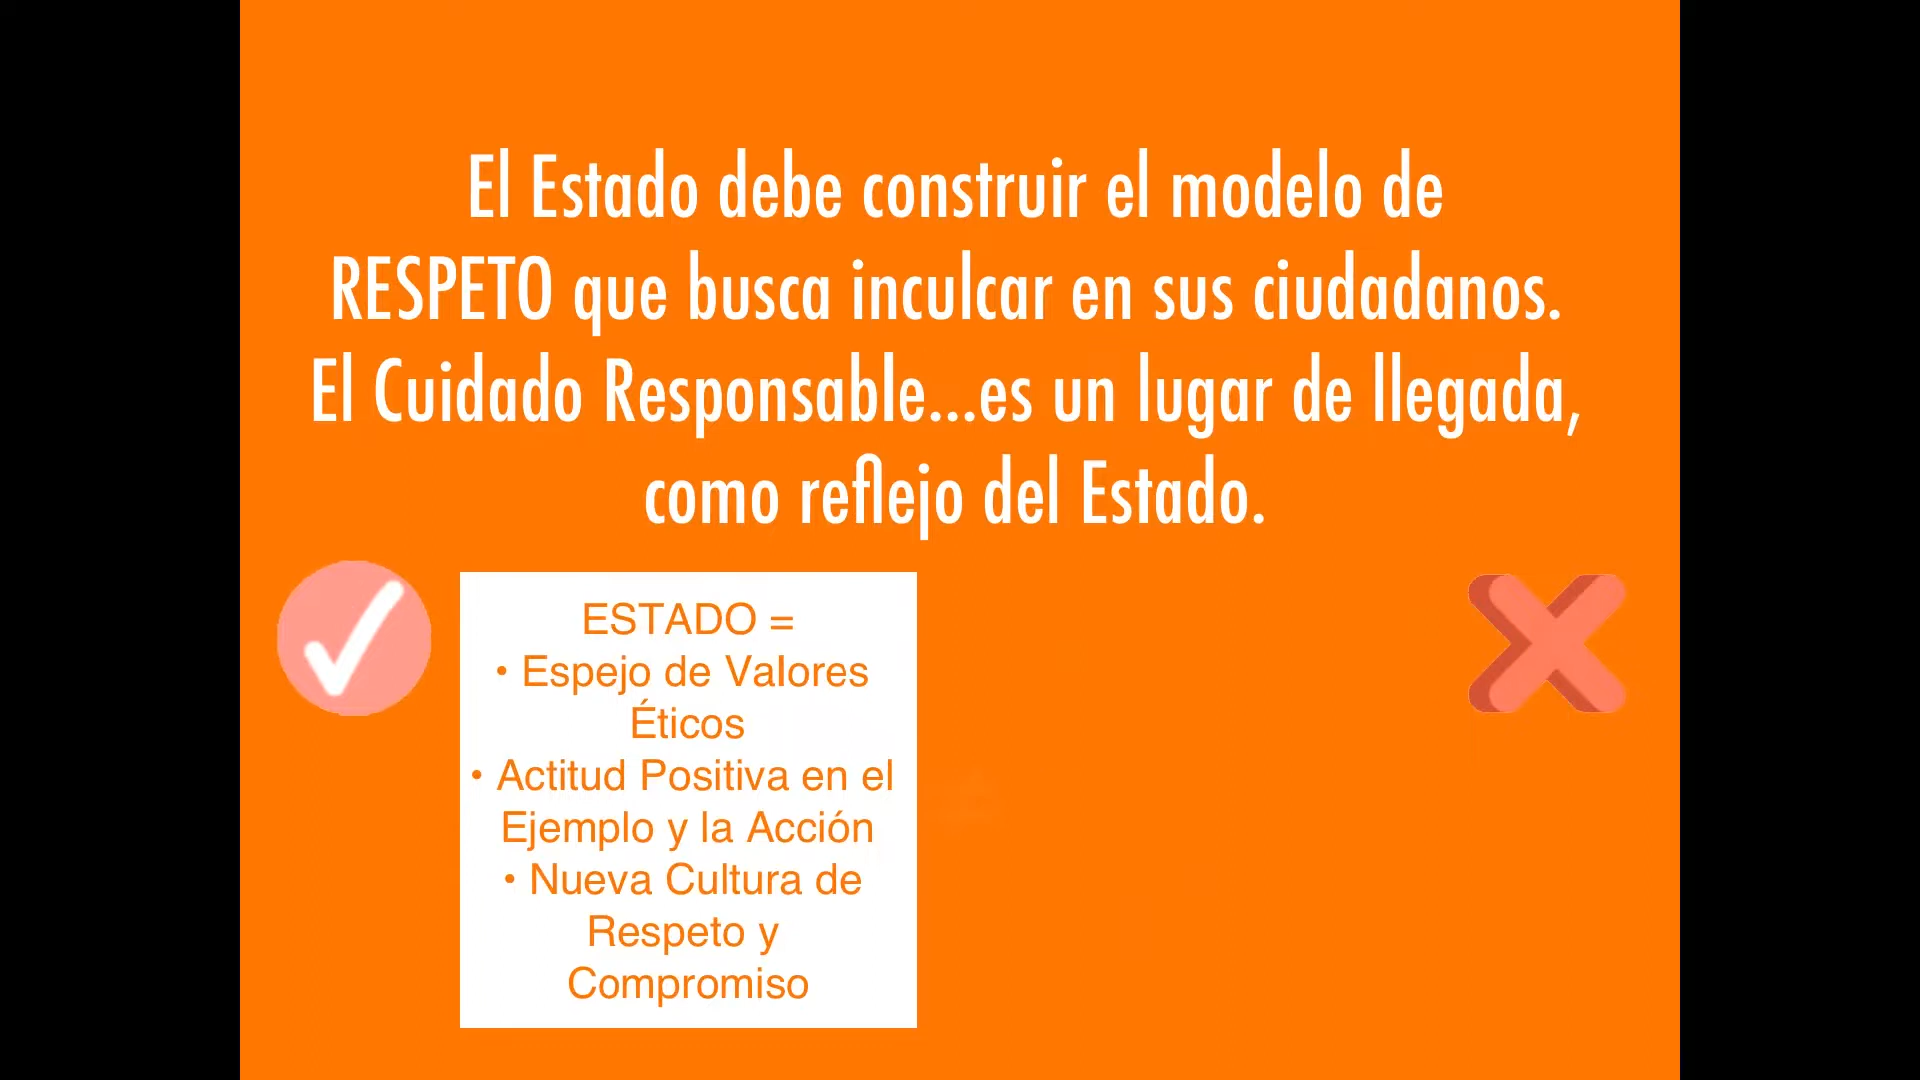 El Estado debe construir el modelo de
RESPETO que busca inculcar en sus ciudadanos.
El Cuidado Responsable...es un lugar de llegada,
como reflejo del Estado.
ESTADO =
• Espejo de Valores
Éticos
• Actitud Positiva en el
Ejemplo y la Acción
• Nueva Cultura de
Respeto y
Compromiso